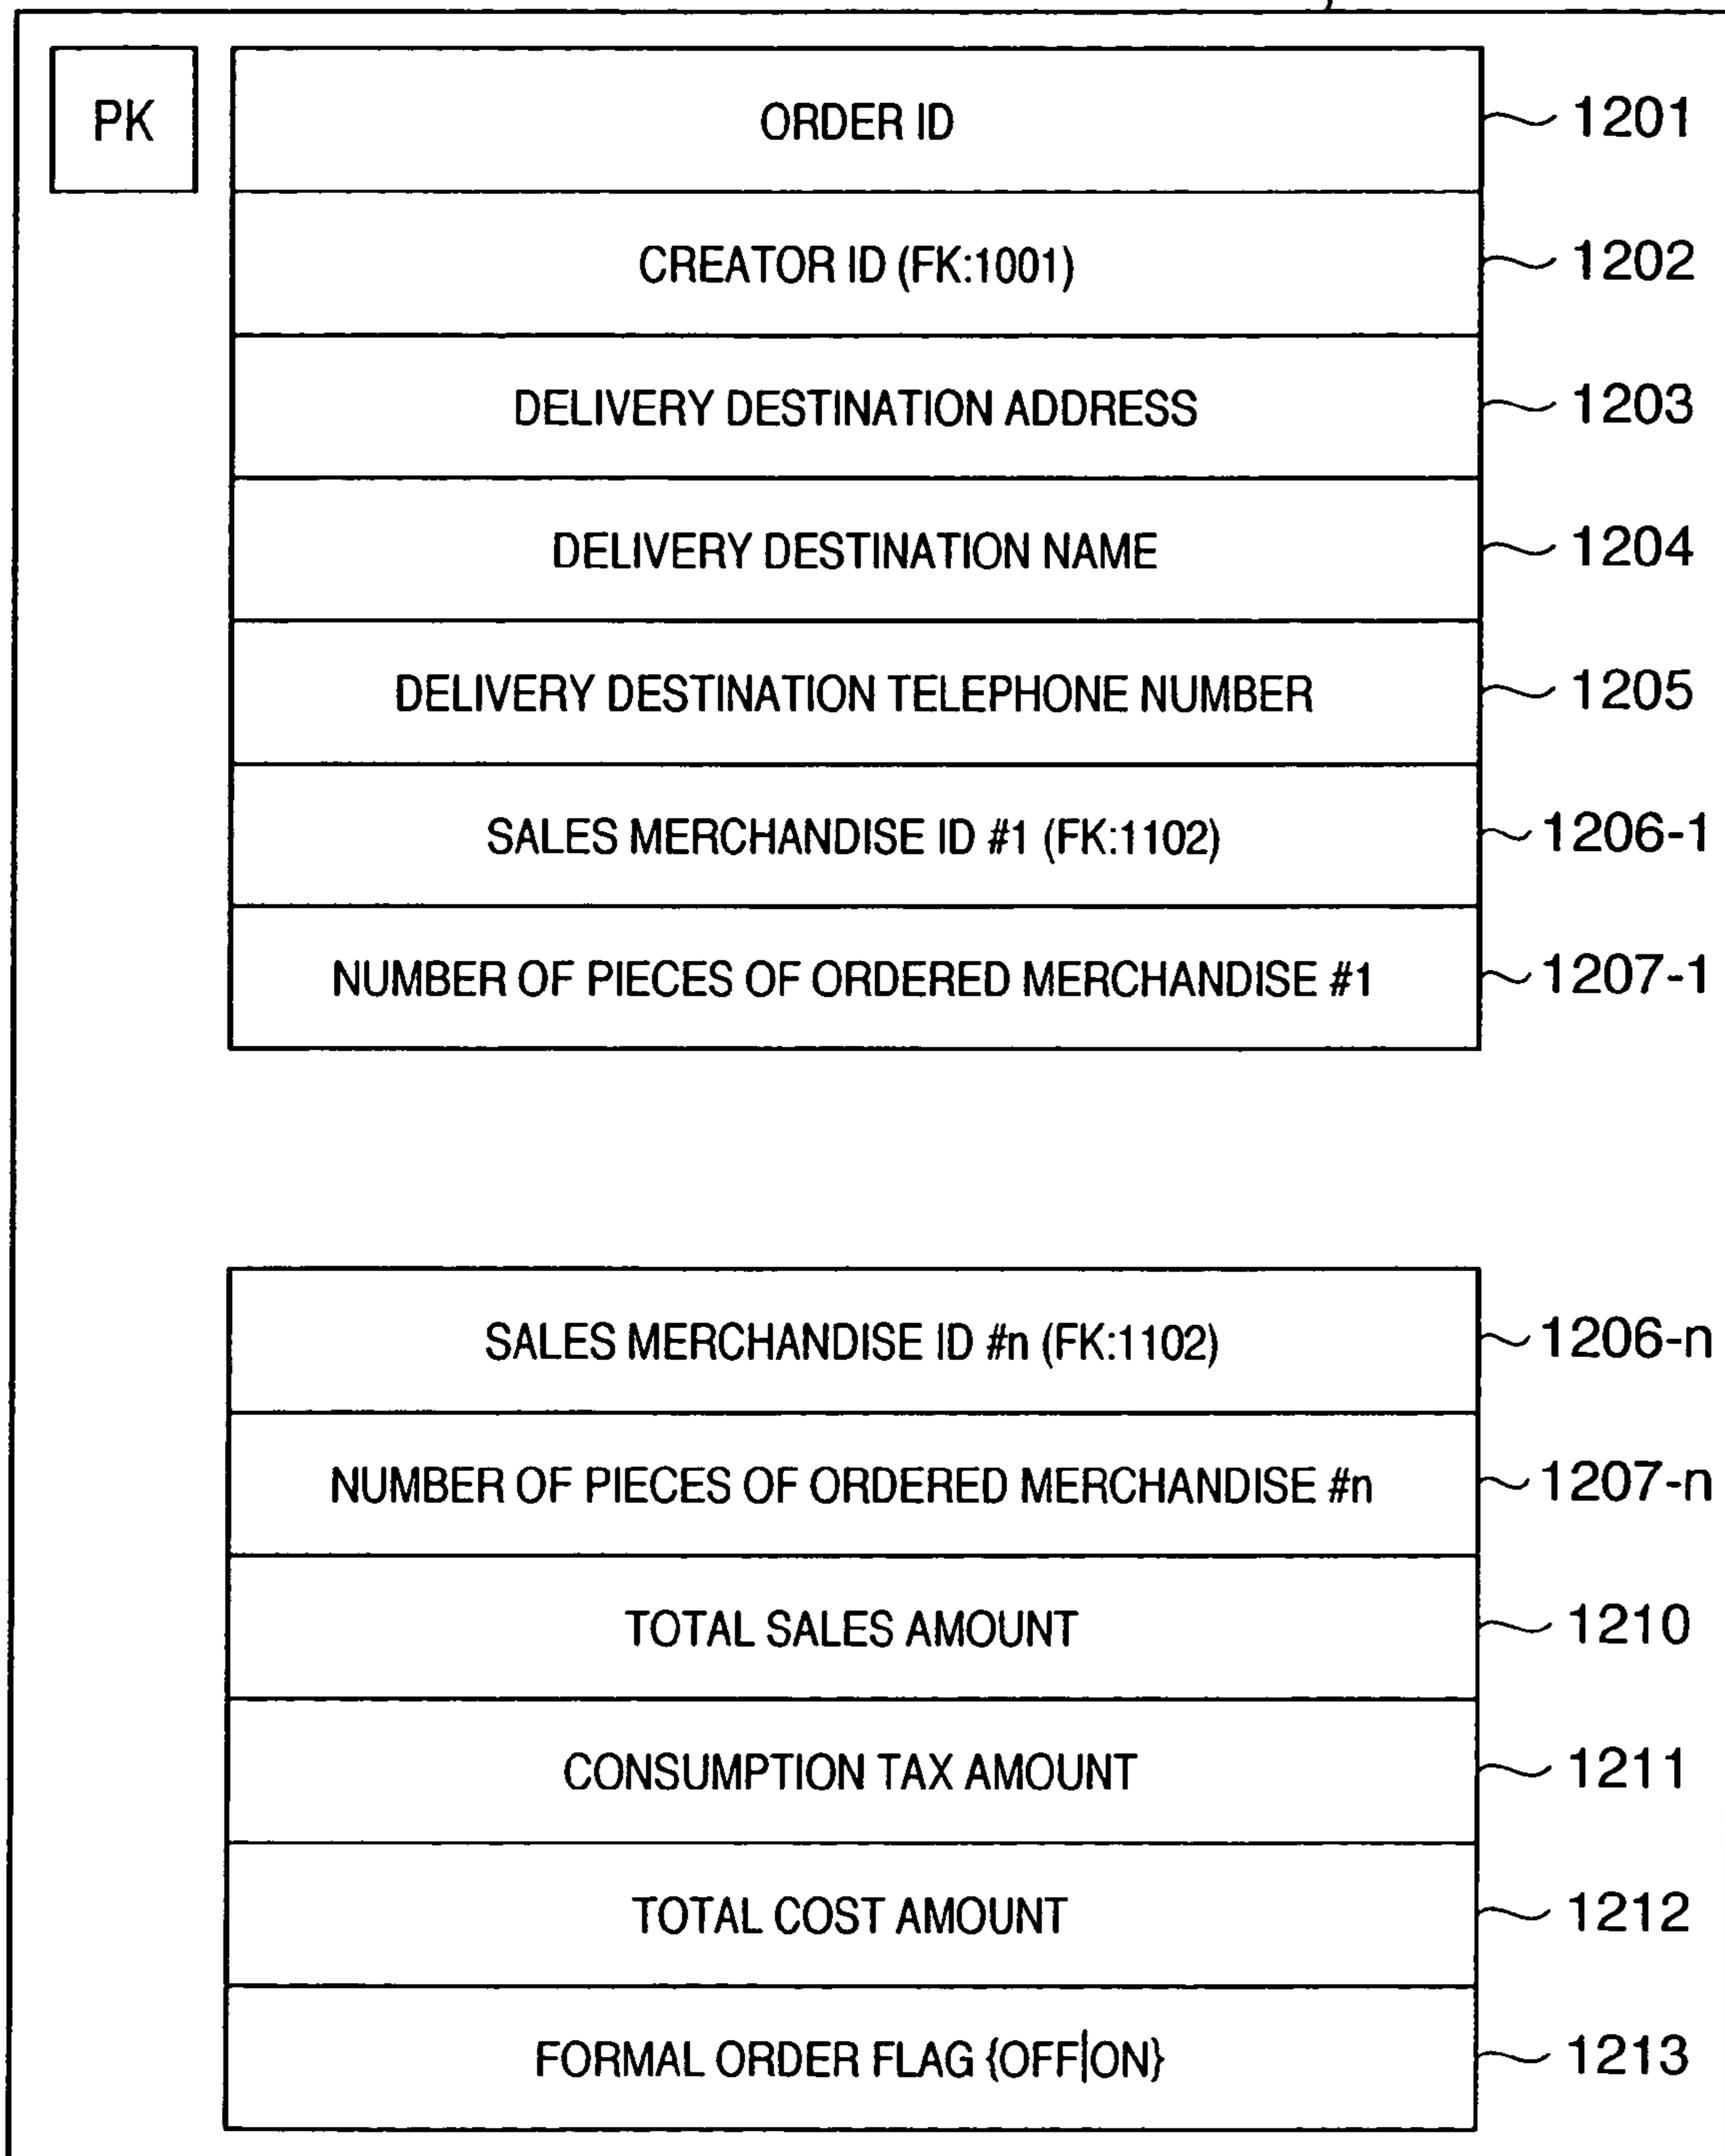 PK ORDER ID 1201
CREATOR ID (FK:1001) 1202
DELIVERY DESTINATION ADDRESS 1203
DELIVERY DESTINATION NAME 1204
DELIVERY DESTINATION TELEPHONE NUMBER 1205
SALES MERCHANDISE ID #1 (FK:1102) 1206-1
NUMBER OF PIECES OF ORDERED MERCHANDISE #1 1207-1
SALES MERCHANDISE ID #n (FK:1102) 1206-n
NUMBER OF PIECES OF ORDERED MERCHANDISE #n 1207-n
TOTAL SALES AMOUNT 1210
CONSUMPTION TAX AMOUNT 1211
TOTAL COST AMOUNT 1212
FORMAL ORDER FLAG {OFF|ON} 1213